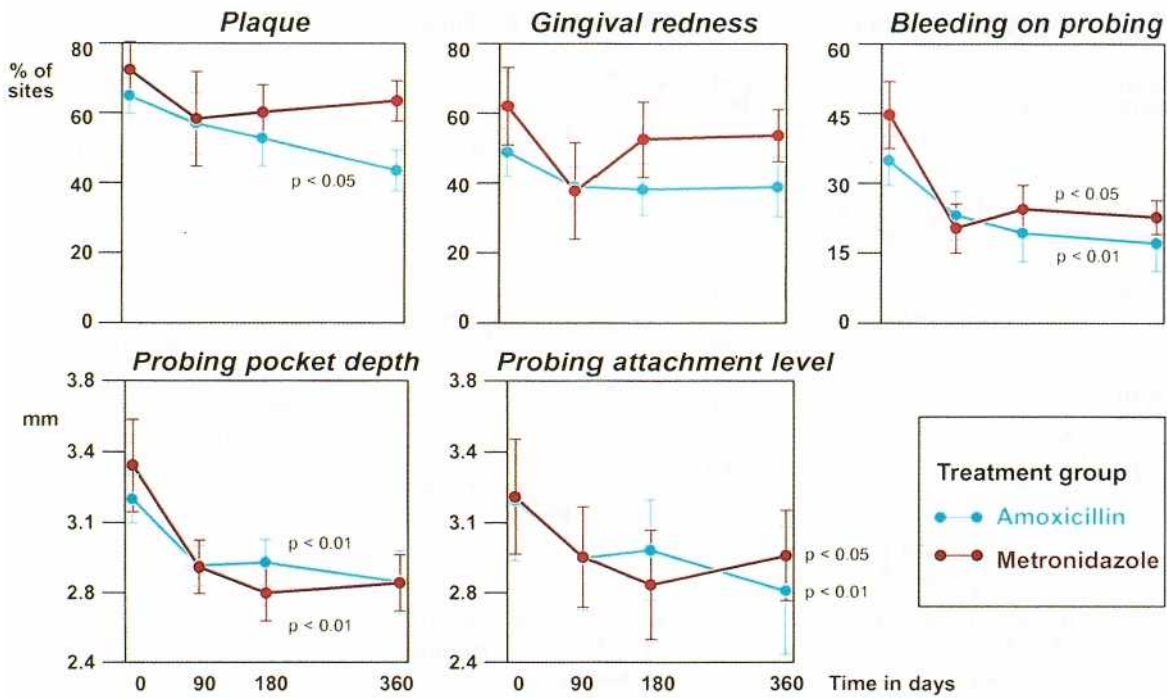 Plaque
Gingival redness
Bleeding on probing
% of sites
80
60
40
20
0
p < 0.05
80
60
40
20
0
60
45
30
15
0
p < 0.05
p < 0.01
Probing pocket depth
Probing attachment level
mm
3.8
3.4
3.1
2.8
2.4
p < 0.01
p < 0.01
0 90 180 360
3.8
3.4
3.1
2.8
2.4
p < 0.05
p < 0.01
0 90 180 360
Time in days
Treatment group
Amoxicillin
Metronidazole